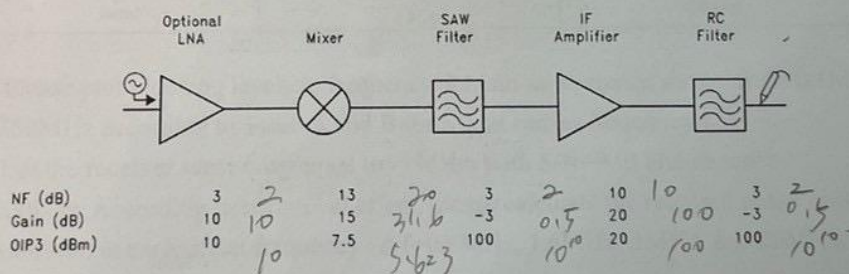 Optional SAW IF RC
LNA Mixer Filter Amplifier Filter
NF (dB) 3 2 13 20 3 2 10 10 3 2
Gain (dB) 10 10 15 31.6 -3 0.5 20 100 -3 0.5
OIP3 (dBm) 10 10 7.5 5.623 100 10¹⁰ 20 100 100 10¹⁰